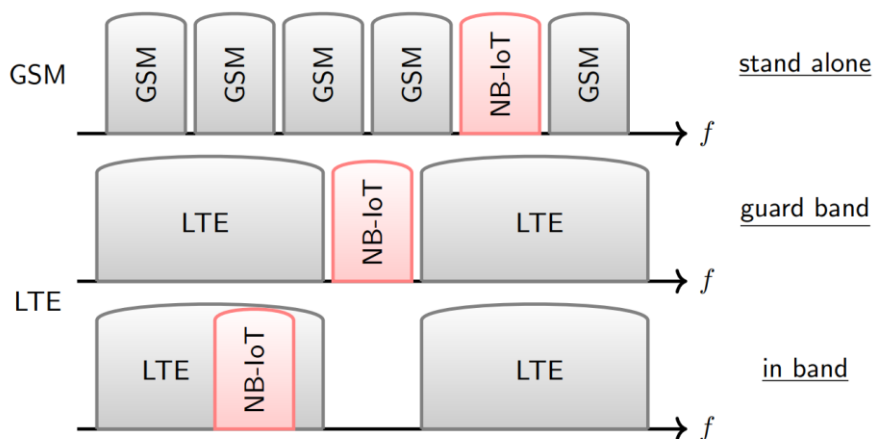 GSM
GSM
GSM
GSM
GSM
NB-IoT
GSM
f
stand alone
LTE
NB-IoT
LTE
f
guard band
LTE
LTE
NB-IoT
LTE
f
in band